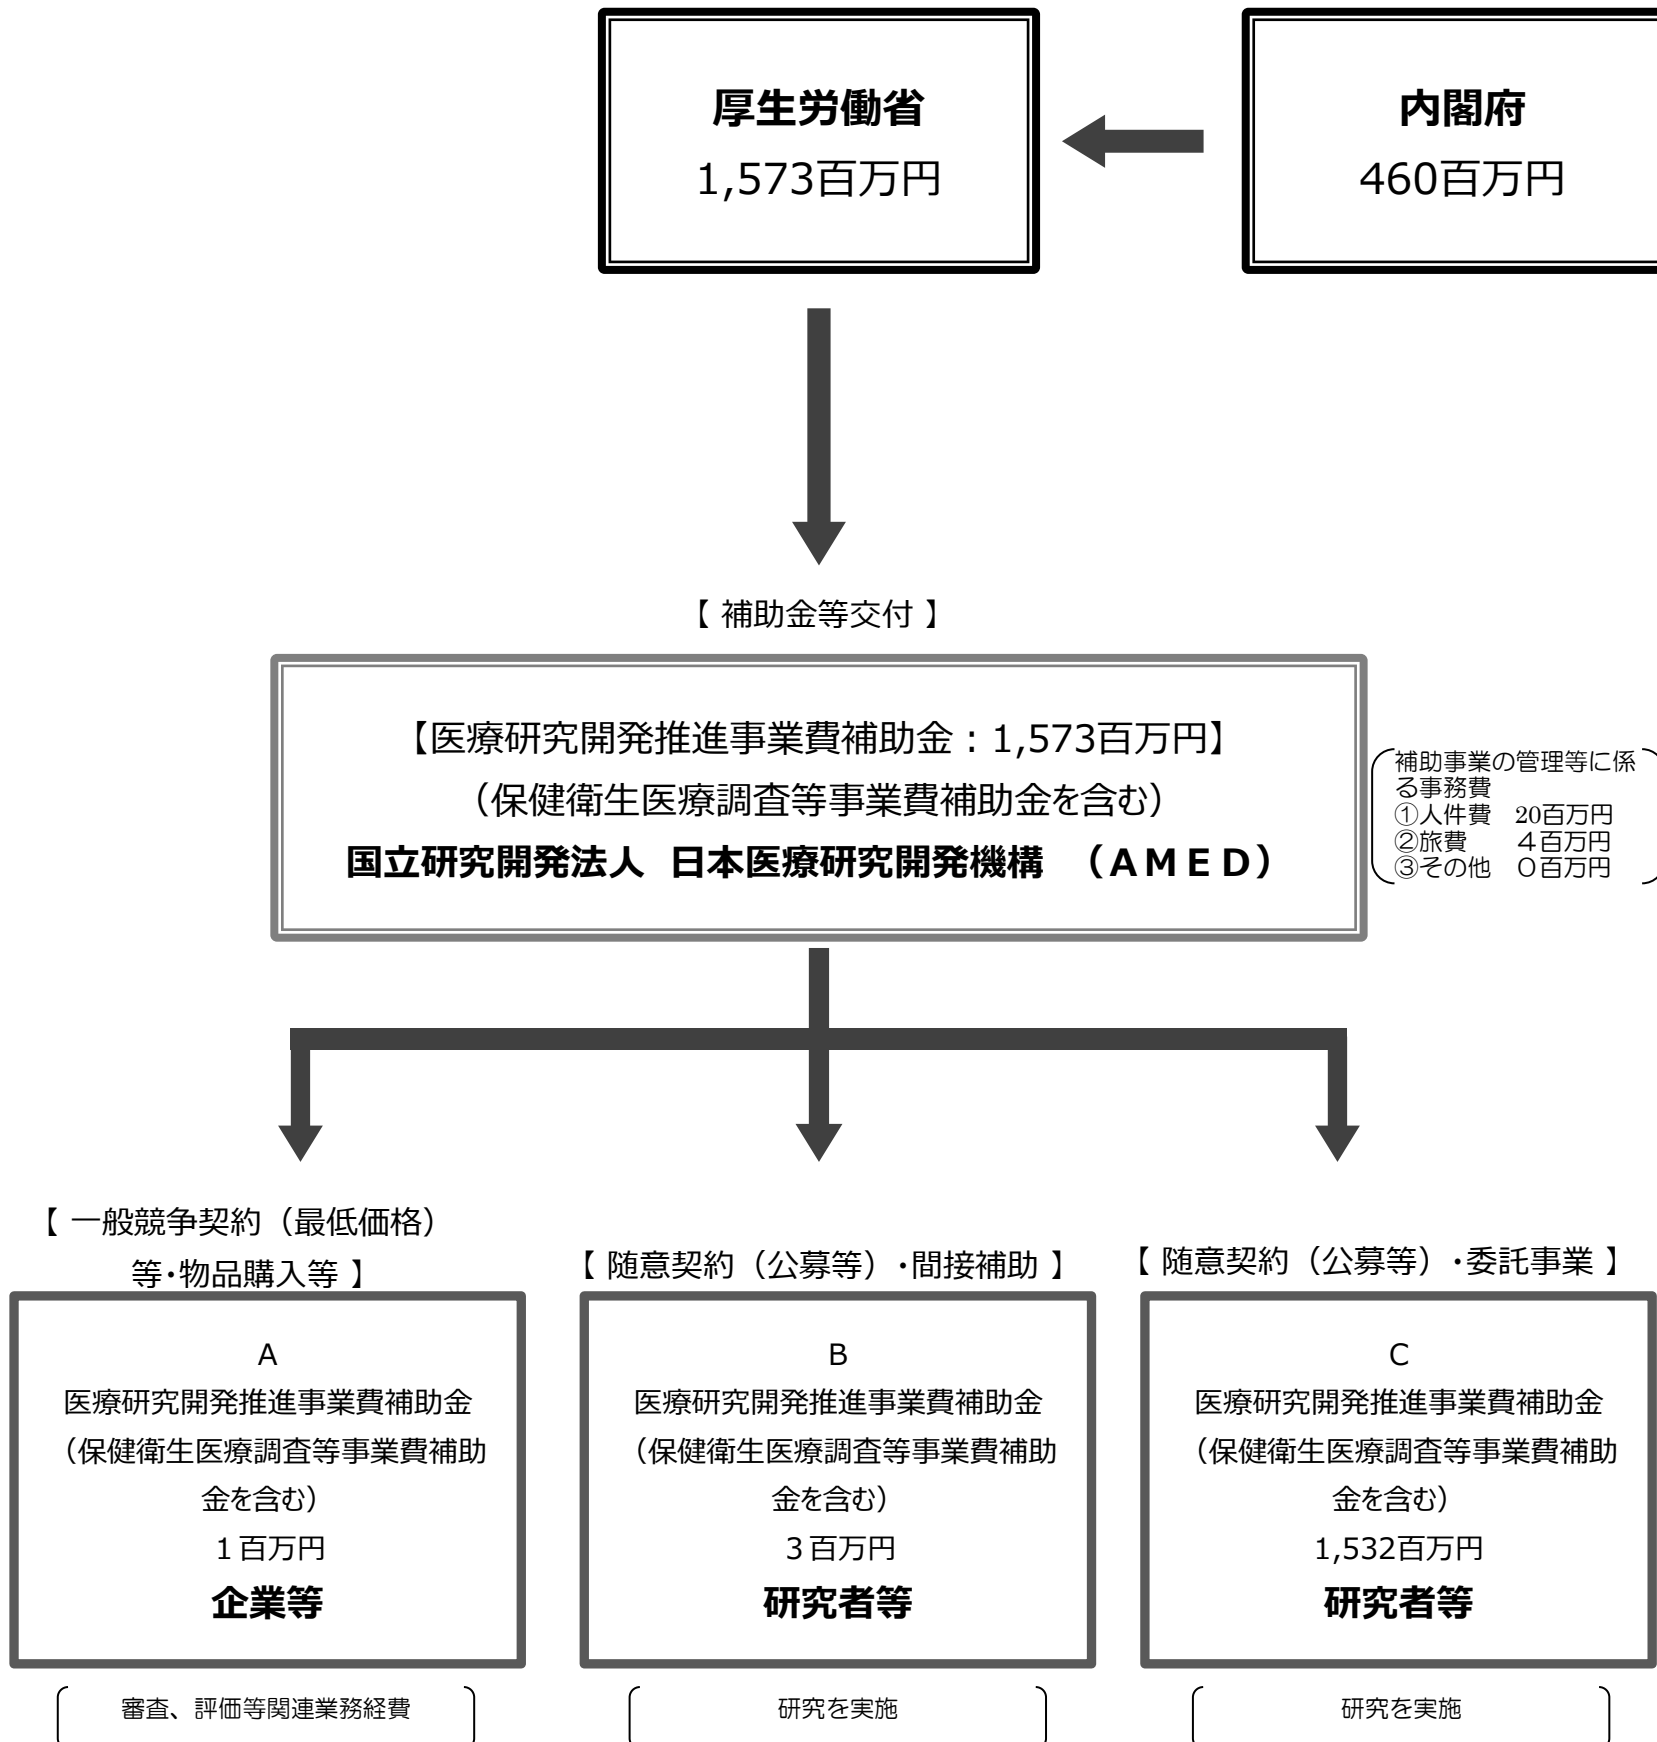 厚生労働省
1,573百万円
内閣府
460百万円
【 補助金等交付 】
【医療研究開発推進事業費補助金：1,573百万円】
（保健衛生医療調査等事業費補助金を含む）
国立研究開発法人 日本医療研究開発機構 （ＡＭＥＤ）
補助事業の管理等に係
る事務費
①人件費　20百万円
②旅費　　４百万円
③その他　０百万円
【 一般競争契約（最低価格）
等・物品購入等 】
【 随意契約（公募等）・間接補助 】
【 随意契約（公募等）・委託事業 】
A
医療研究開発推進事業費補助金
（保健衛生医療調査等事業費補助
金を含む）
１百万円
企業等
B
医療研究開発推進事業費補助金
（保健衛生医療調査等事業費補助
金を含む）
３百万円
研究者等
C
医療研究開発推進事業費補助金
（保健衛生医療調査等事業費補助
金を含む）
1,532百万円
研究者等
審査、評価等関連業務経費
研究を実施
研究を実施